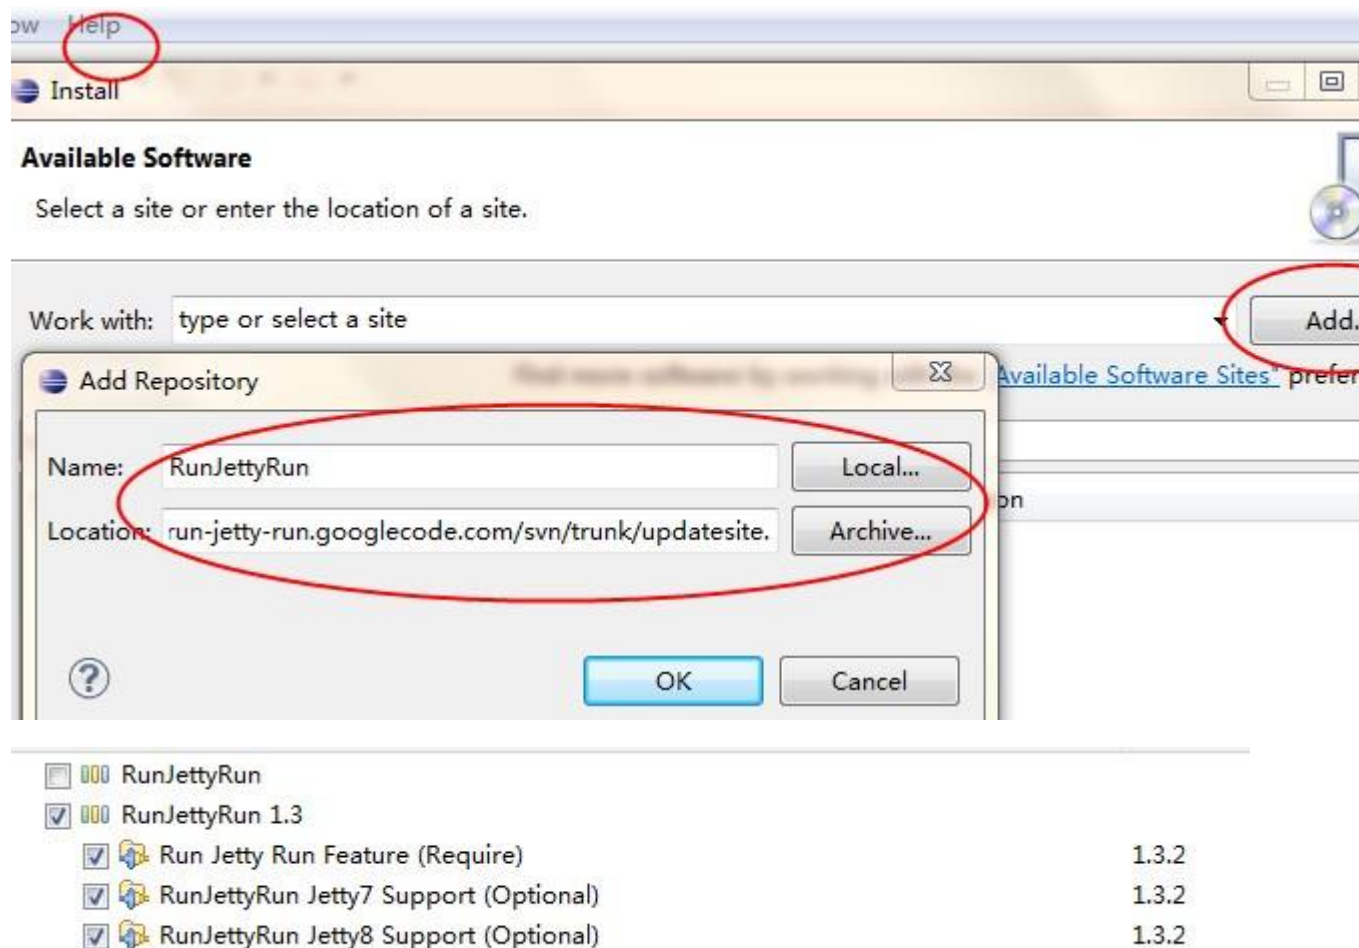 ow Help
Install
Available Software
Select a site or enter the location of a site.
Work with: type or select a site Add.
Add Repository
Available Software Sites" prefer
Name: RunJettyRun Local...
on
Location: run-jetty-run.googlecode.com/svn/trunk/updatesite. Archive...
OK Cancel
RunJettyRun
RunJettyRun 1.3
Run Jetty Run Feature (Require) 1.3.2
RunJettyRun Jetty7 Support (Optional) 1.3.2
RunJettyRun Jetty8 Support (Optional) 1.3.2